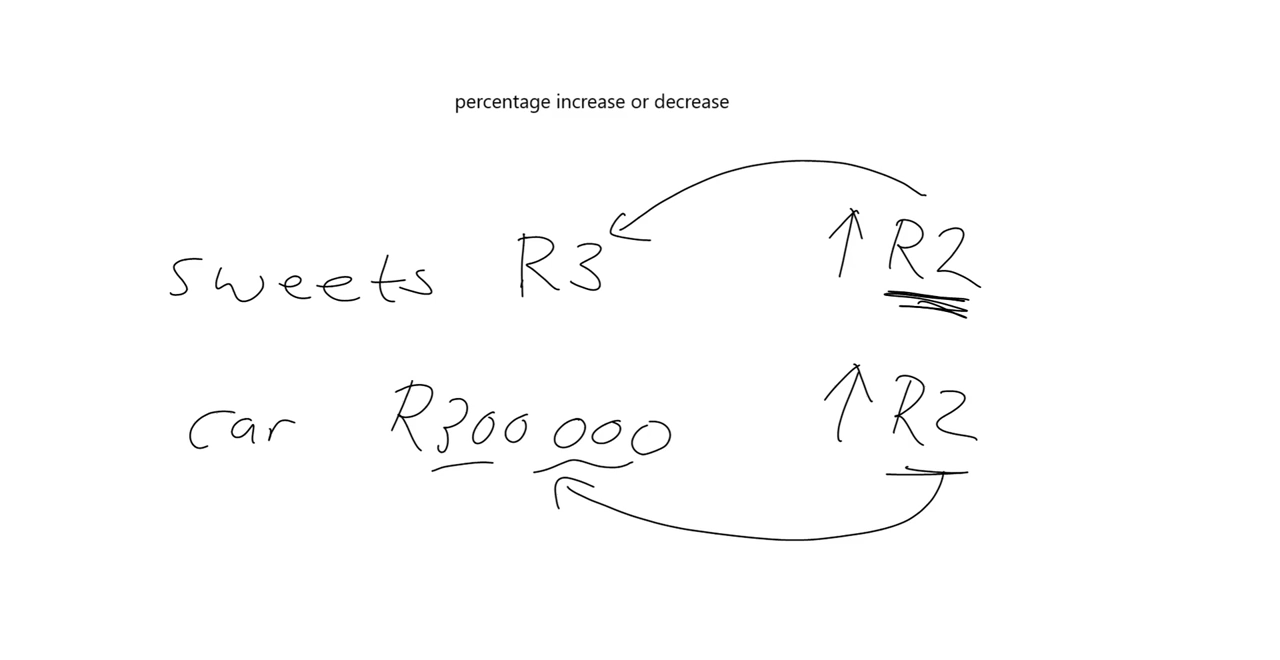 percentage increase or decrease
sweets R3 ↑ R2
car R300 000 ↑ R2